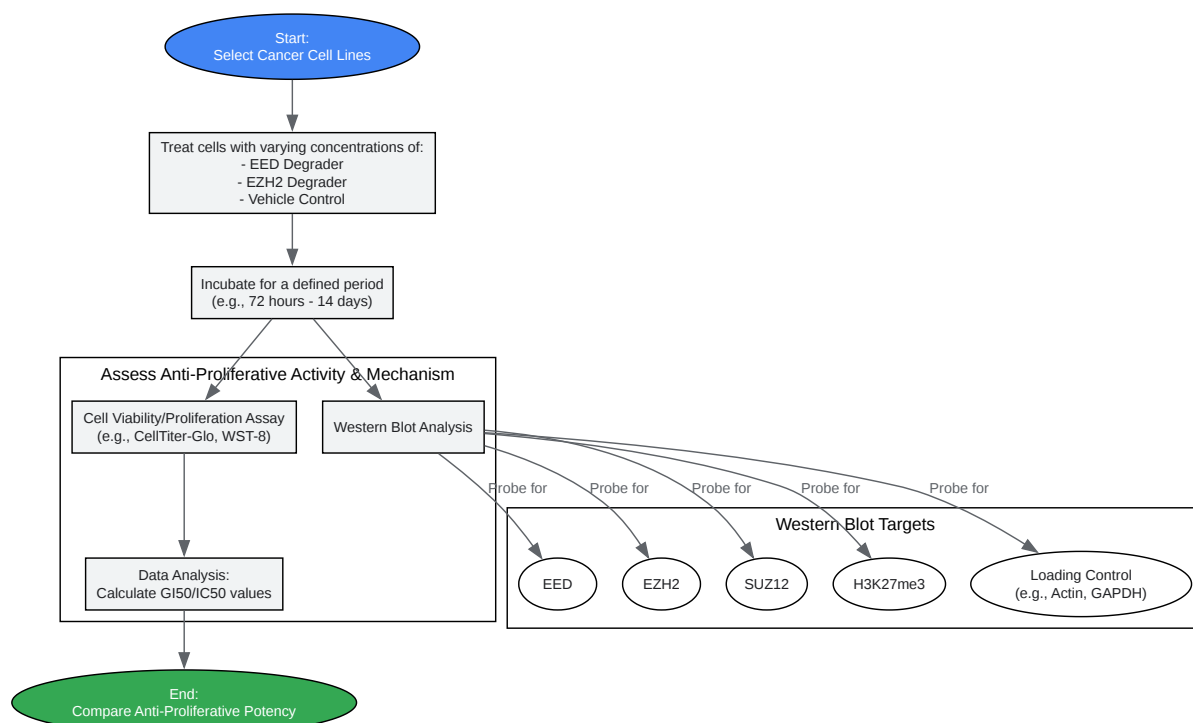 Start:
Select Cancer Cell Lines
Treat cells with varying concentrations of:
- EED Degrader
- EZH2 Degrader
- Vehicle Control
Incubate for a defined period
(e.g., 72 hours - 14 days)
Assess Anti-Proliferative Activity & Mechanism
Cell Viability/Proliferation Assay
(e.g., CellTiter-Glo, WST-8)
Western Blot Analysis
Probe for
Probe for
Probe for
Probe for
Probe for
Western Blot Targets
EED
EZH2
SUZ12
H3K27me3
Loading Control
(e.g., Actin, GAPDH)
Data Analysis:
Calculate GI50/IC50 values
End:
Compare Anti-Proliferative Potency